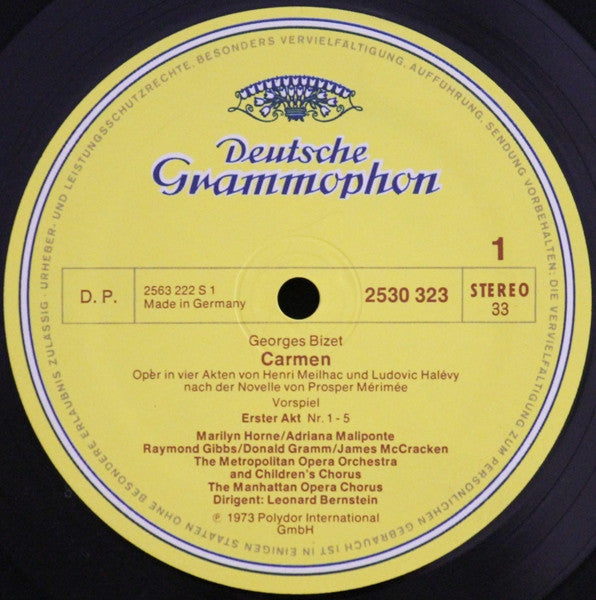 URHEBER- UND LEISTUNGSSCHUTZRECHTE, BESONDERS VERVIELFÄLTIGUNG, AUFFÜHRUNG, SENDUNG VORBEHALTEN. DIE VERVIELFÄLTIGUNG ZUM PERSÖNLICHEN GEBRAUCH IST IN EINIGEN STAATEN OHNE BESONDERE ERLAUBNIS ZULÄSSIG ·
Deutsche
Grammophon
1
D. P.
2563 222 S 1
Made in Germany
2530 323
STEREO
33
Georges Bizet
Carmen
Opèr in vier Akten von Henri Meilhac und Ludovic Halévy
nach der Novelle von Prosper Mérimée
Vorspiel
Erster Akt Nr. 1 - 5
Marilyn Horne/Adriana Maliponte
Raymond Gibbs/Donald Gramm/James McCracken
The Metropolitan Opera Orchestra
and Children's Chorus
The Manhattan Opera Chorus
Dirigent: Leonard Bernstein
℗ 1973 Polydor International
GmbH